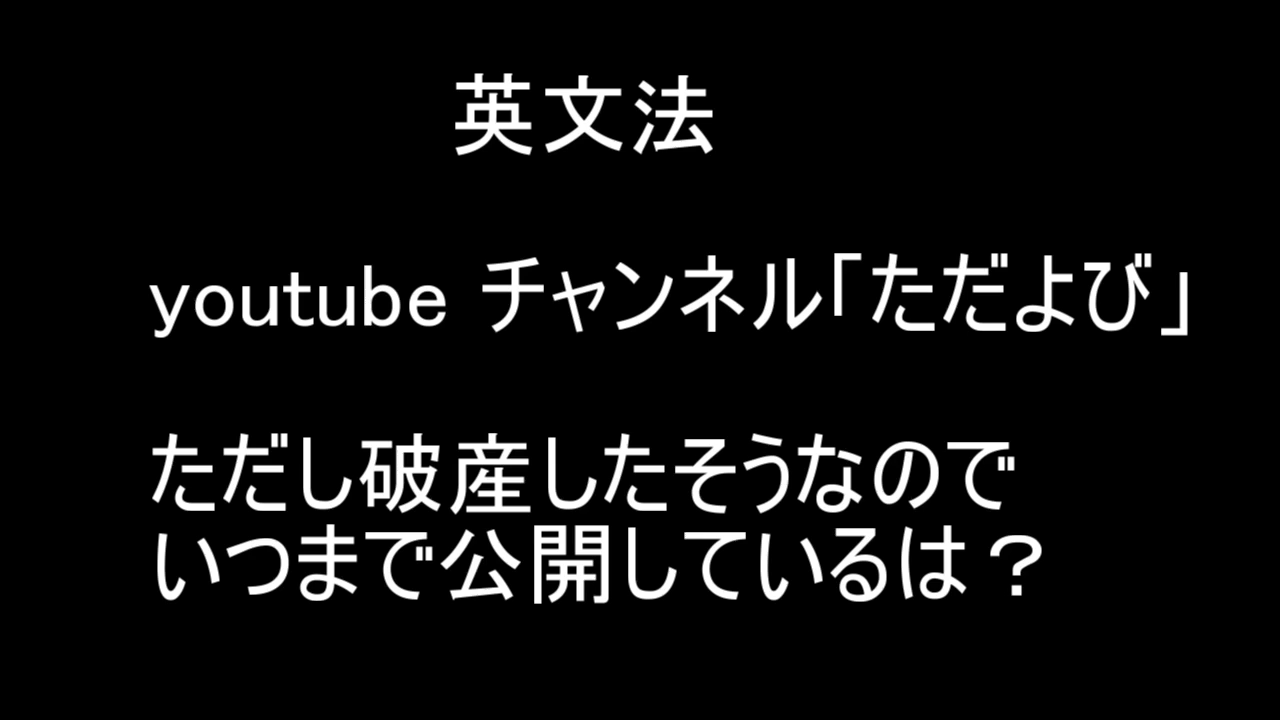 英文法
youtube チャンネル「ただよび」
ただし破産したそうなので
いつまで公開しているは？